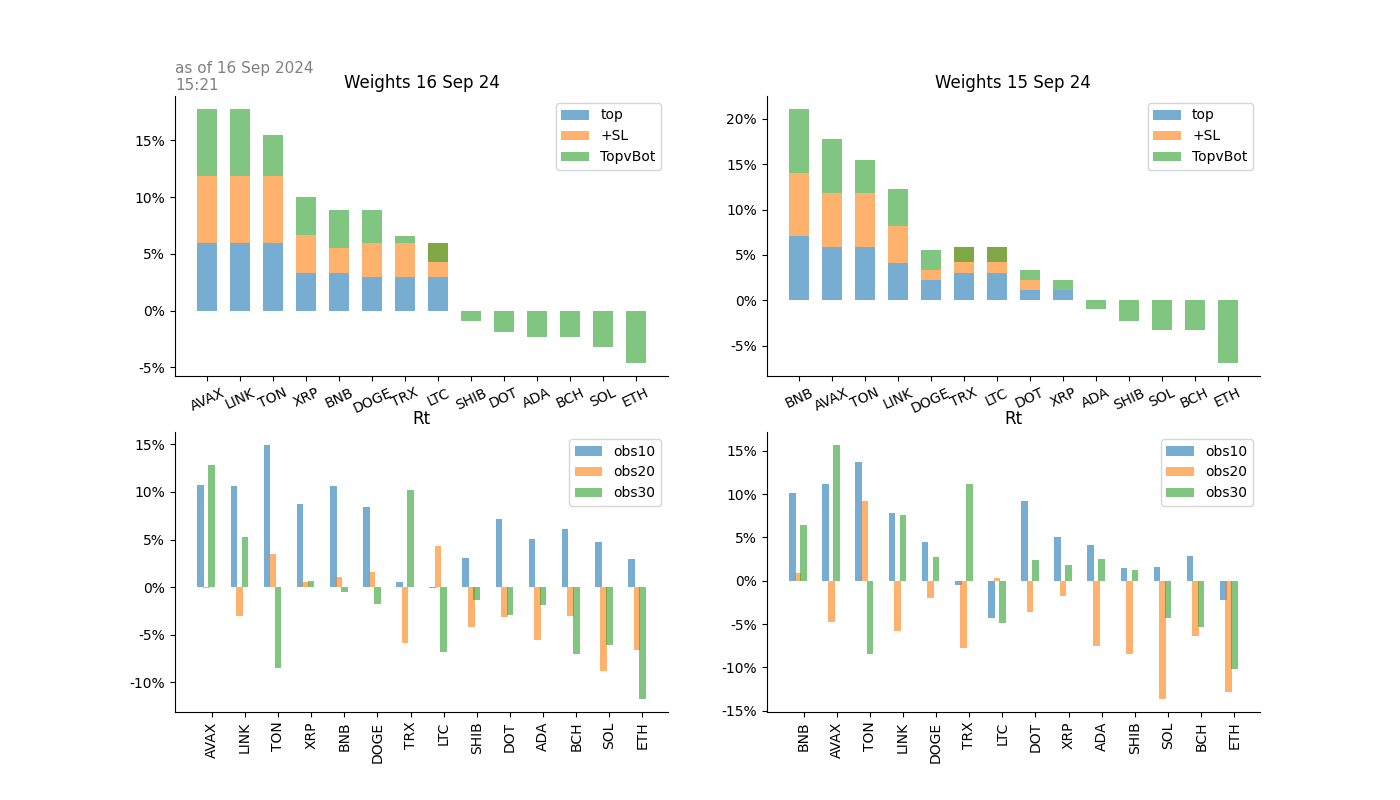 as of 16 Sep 2024
15:21
Weights 16 Sep 24
top
+SL
TopvBot
15%
10%
5%
0%
-5%
AVAX LINK TON XRP BNB DOGE TRX LTC SHIB DOT ADA BCH SOL ETH
Weights 15 Sep 24
top
+SL
TopvBot
20%
15%
10%
5%
0%
-5%
BNB AVAX TON LINK DOGE TRX LTC DOT XRP ADA SHIB SOL BCH ETH
Rt
obs10
obs20
obs30
15%
10%
5%
0%
-5%
-10%
AVAX LINK TON XRP BNB DOGE TRX LTC SHIB DOT ADA BCH SOL ETH
Rt
obs10
obs20
obs30
15%
10%
5%
0%
-5%
-10%
-15%
BNB AVAX TON LINK DOGE TRX LTC DOT XRP ADA SHIB SOL BCH ETH